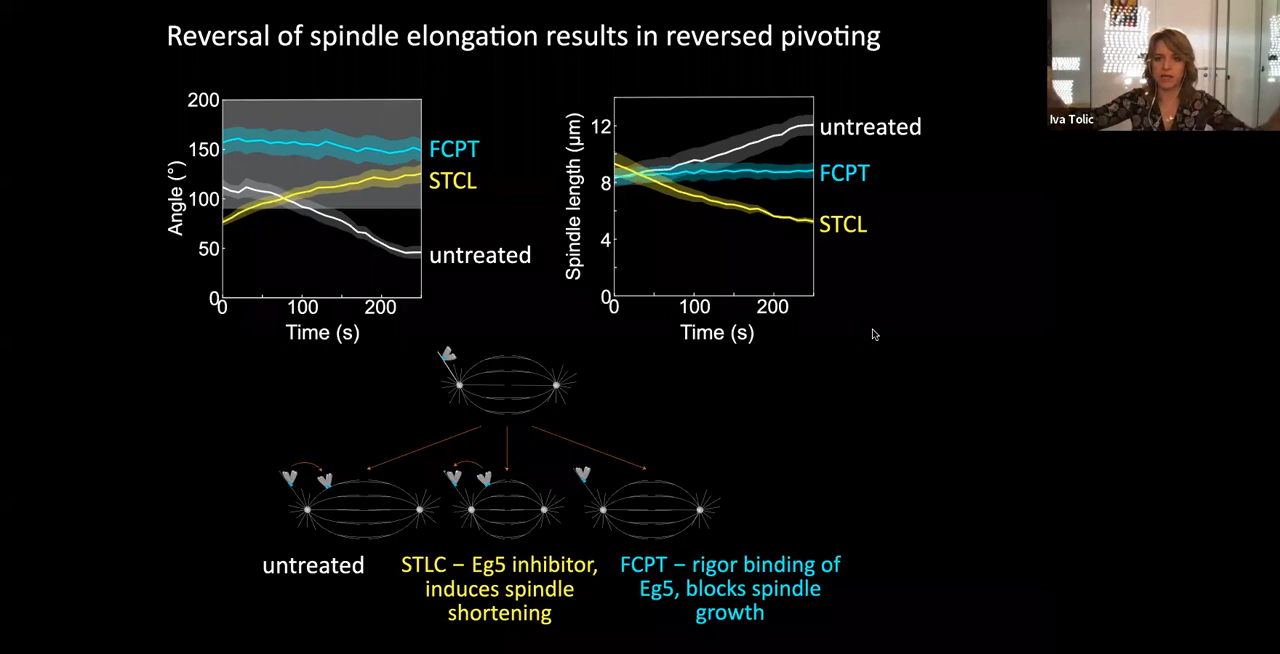 Reversal of spindle elongation results in reversed pivoting
Iva Tolic
200
150
100
50
0
Angle (°)
0
100
200
Time (s)
FCPT
STCL
untreated
12
8
4
0
Spindle length (μm)
0
100
200
Time (s)
untreated
FCPT
STCL
untreated
STLC – Eg5 inhibitor,
induces spindle
shortening
FCPT – rigor binding of
Eg5, blocks spindle
growth